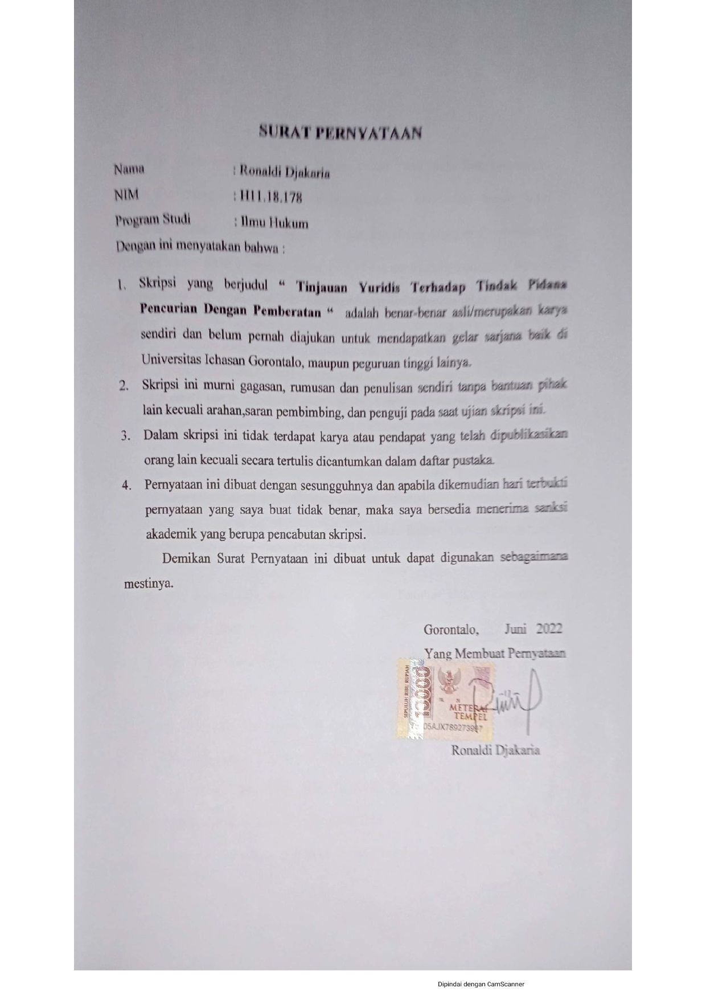 SURAT PERNYATAAN
Nama : Ronaldi Djakaria
NIM : H11.18.178
Program Studi : Ilmu Hukum
Dengan ini menyatakan bahwa :
1. Skripsi yang berjudul “ Tinjauan Yuridis Terhadap Tindak Pidana
Pencurian Dengan Pemberatan “ adalah benar-benar asli/merupakan karya
sendiri dan belum pernah diajukan untuk mendapatkan gelar sarjana baik di
Universitas Ichasan Gorontalo, maupun peguruan tinggi lainya.
2. Skripsi ini murni gagasan, rumusan dan penulisan sendiri tanpa bantuan pihak
lain kecuali arahan,saran pembimbing, dan penguji pada saat ujian skripsi ini.
3. Dalam skripsi ini tidak terdapat karya atau pendapat yang telah dipublikasikan
orang lain kecuali secara tertulis dicantumkan dalam daftar pustaka.
4. Pernyataan ini dibuat dengan sesungguhnya dan apabila dikemudian hari terbukti
pernyataan yang saya buat tidak benar, maka saya bersedia menerima sanksi
akademik yang berupa pencabutan skripsi.
Demikan Surat Pernyataan ini dibuat untuk dapat digunakan sebagaimana
mestinya.
Gorontalo, Juni 2022
Yang Membuat Pernyataan
SEPULUH RIBU RUPIAH
10000
METERAI
TEMPEL
Ronaldi Djakaria
Dipindai dengan CamScanner